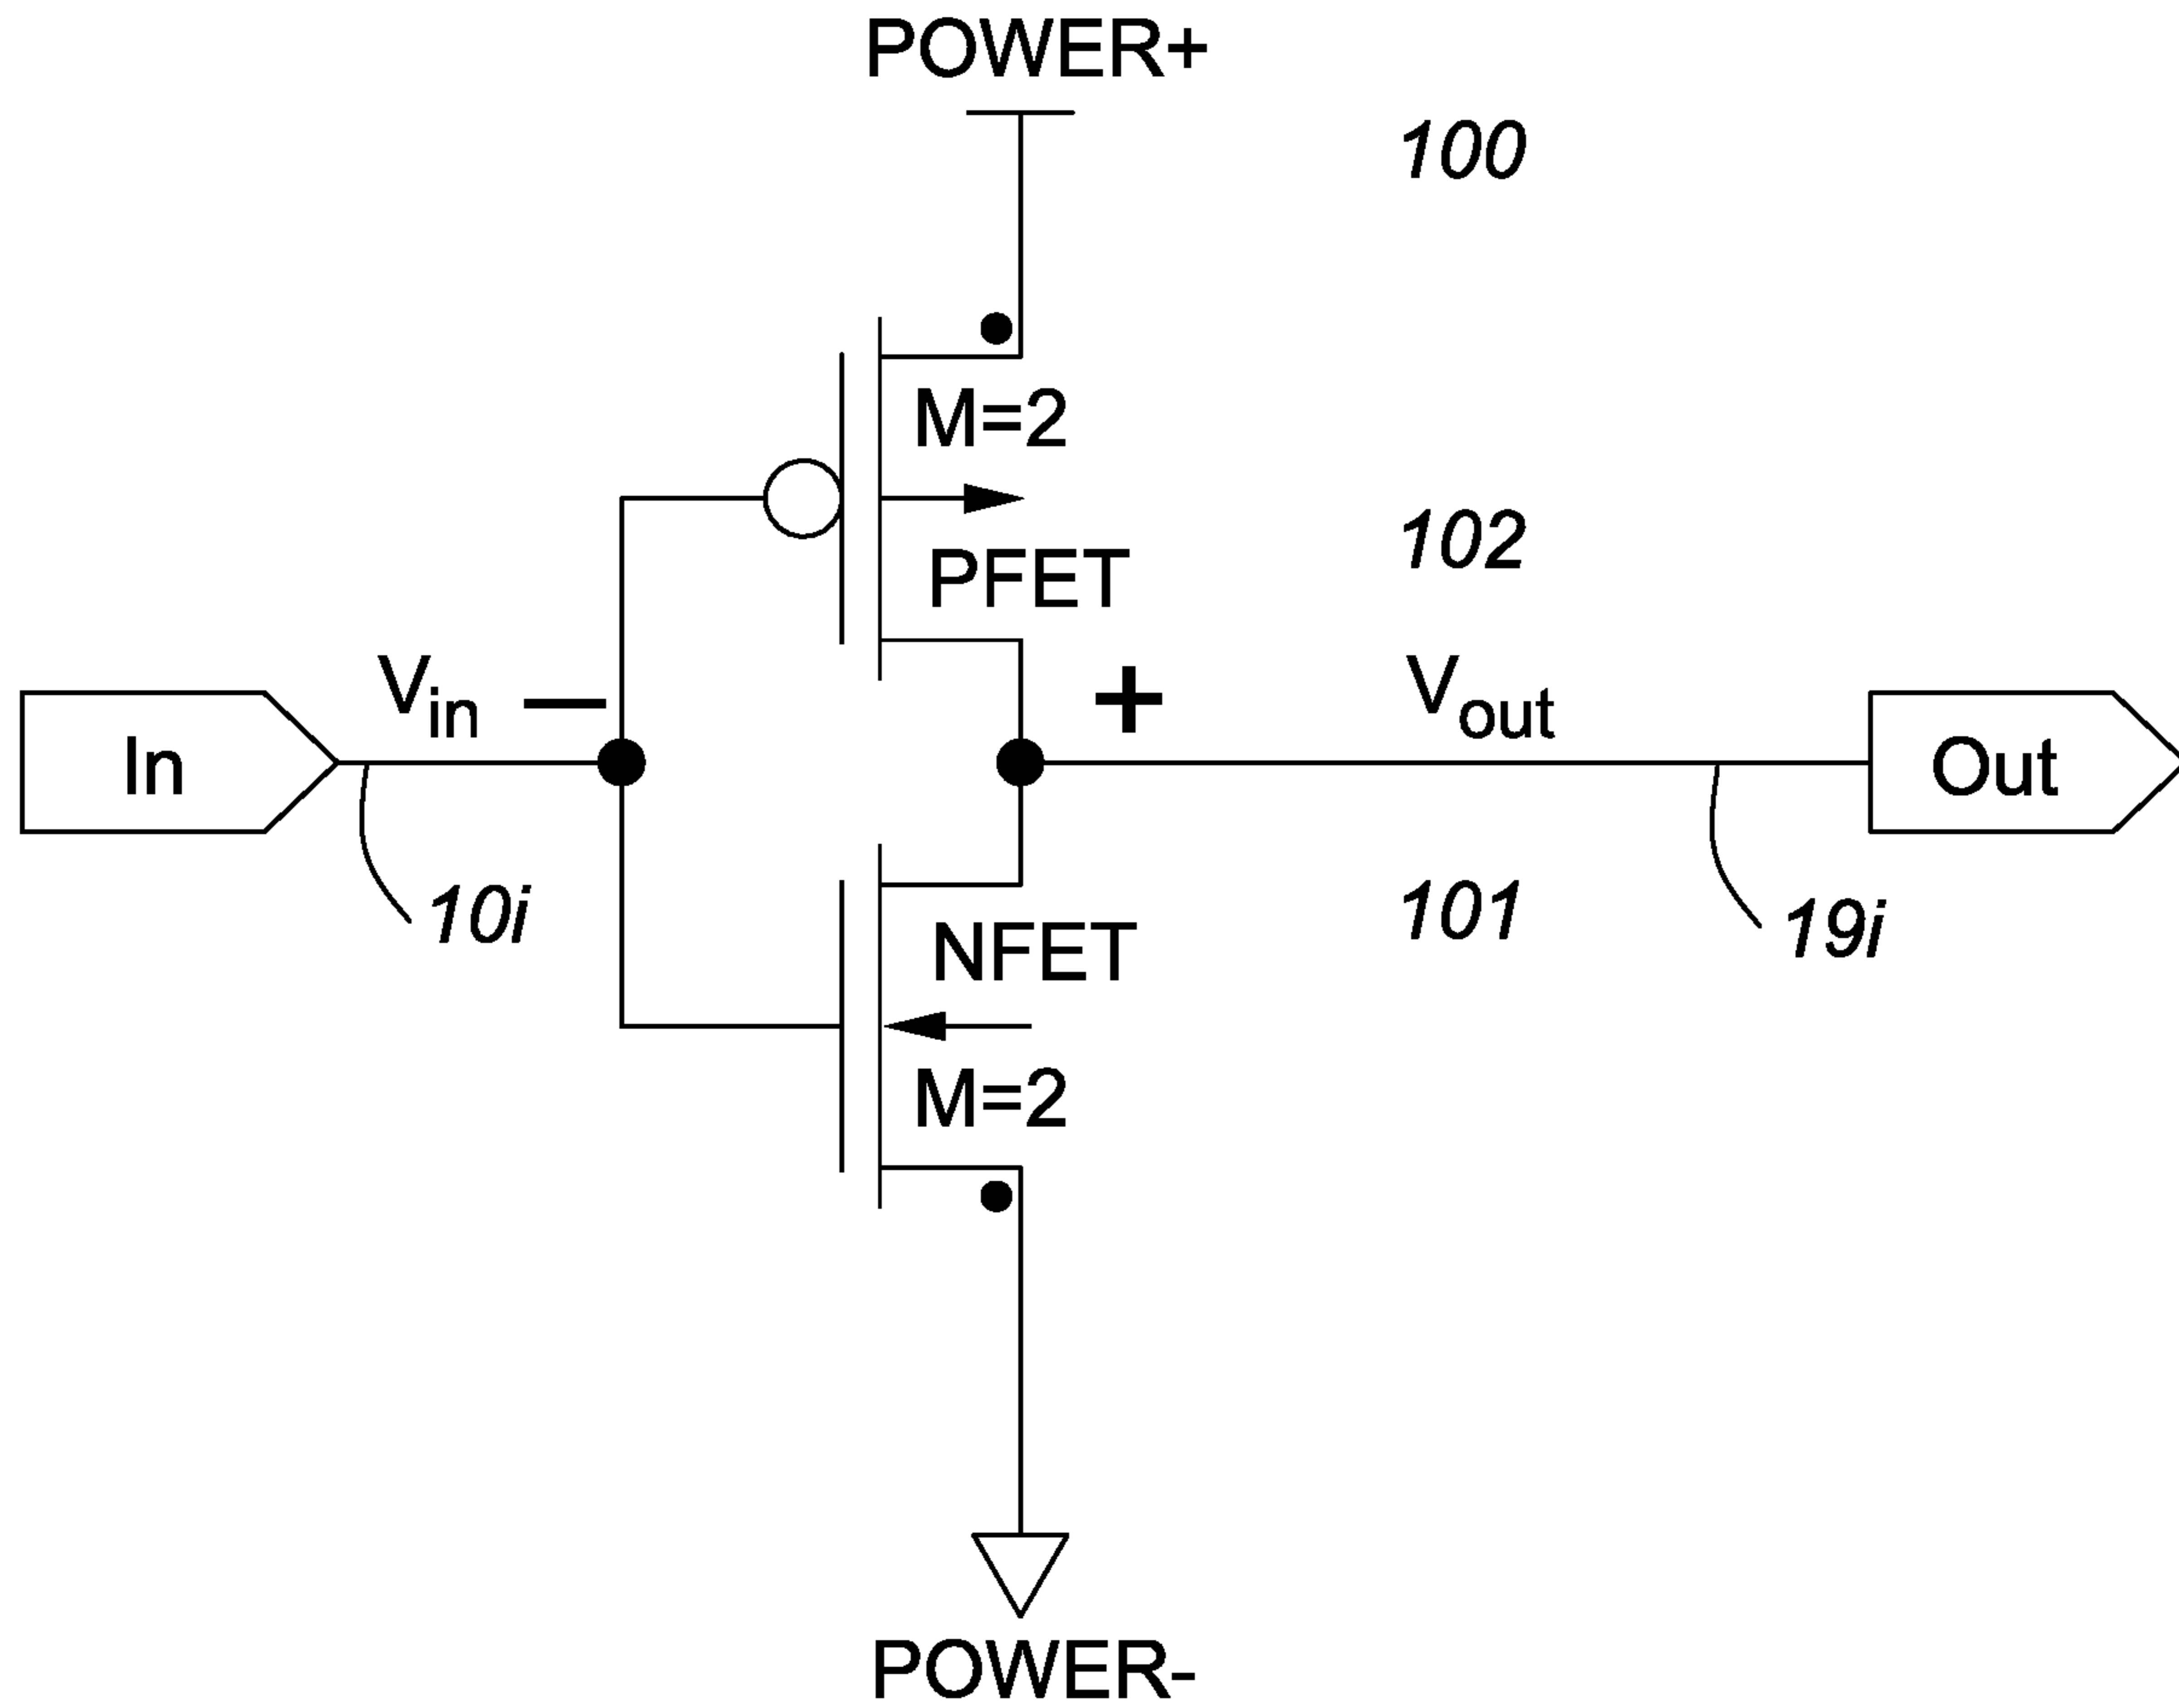 POWER+
100
M=2
102
PFET
Vin
—
+
Vout
In
Out
10i
NFET
101
19i
M=2
POWER-